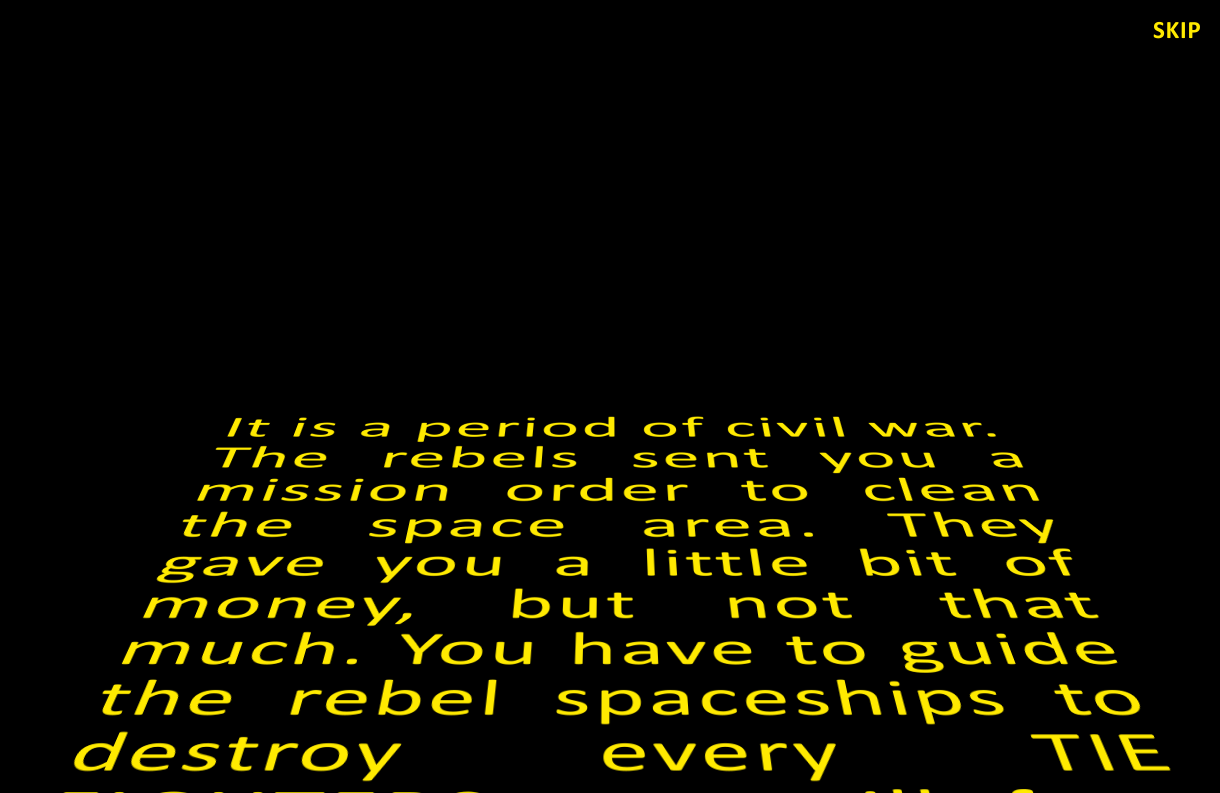 SKIP
It is a period of civil war.
The rebels sent you a
mission order to clean
the space area. They
gave you a little bit of
money, but not that
much. You have to guide
the rebel spaceships to
destroy every TIE